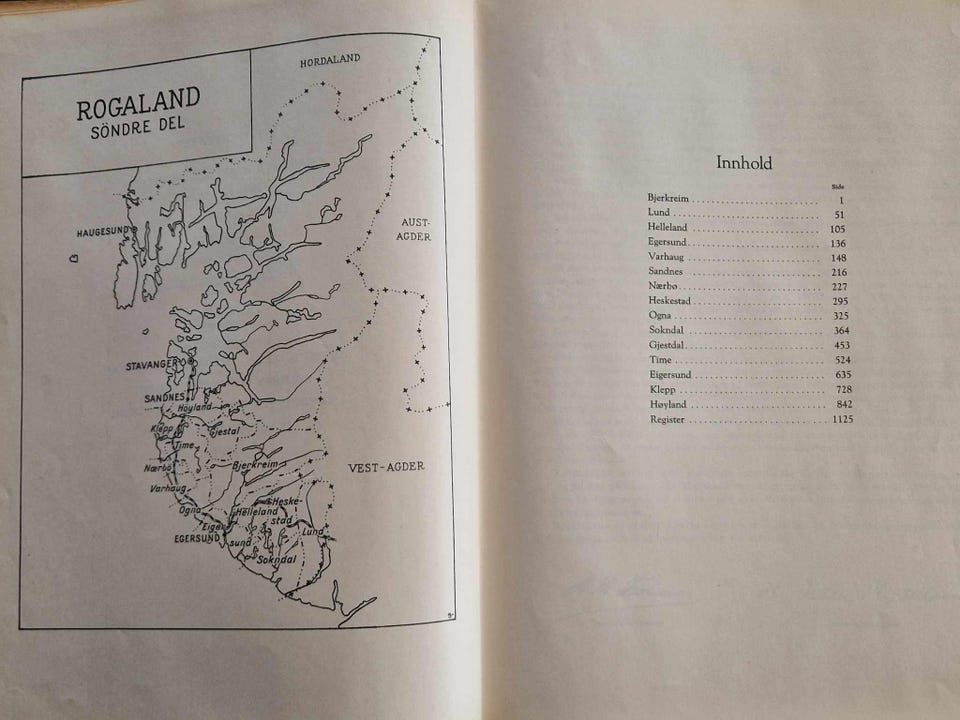 ROGALAND
SÖNDRE DEL
HORDALAND
HAUGESUND
AUST-
AGDER
STAVANGER
SANDNES
Höyland
Klepp
Gjestal
Time
Nærbö
Bjerkreim
VEST-AGDER
Varhaug
Ogna
Helleland
Heske-
stad
Eiger-
sund
EGERSUND
Lund
Sokndal
Innhold
Side
Bjerkreim 1
Lund 51
Helleland 105
Egersund 136
Varhaug 148
Sandnes 216
Nærbø 227
Heskestad 295
Ogna 325
Sokndal 364
Gjestdal 453
Time 524
Eigersund 635
Klepp 728
Høyland 842
Register 1125